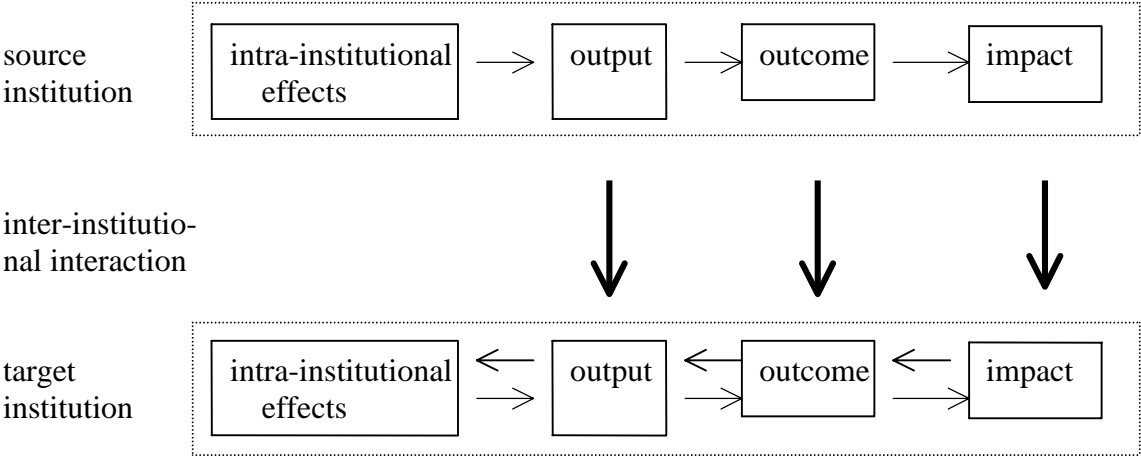 source
institution
intra-institutional
effects
output
outcome
impact
inter-institutio-
nal interaction
target
institution
intra-institutional
effects
output
outcome
impact